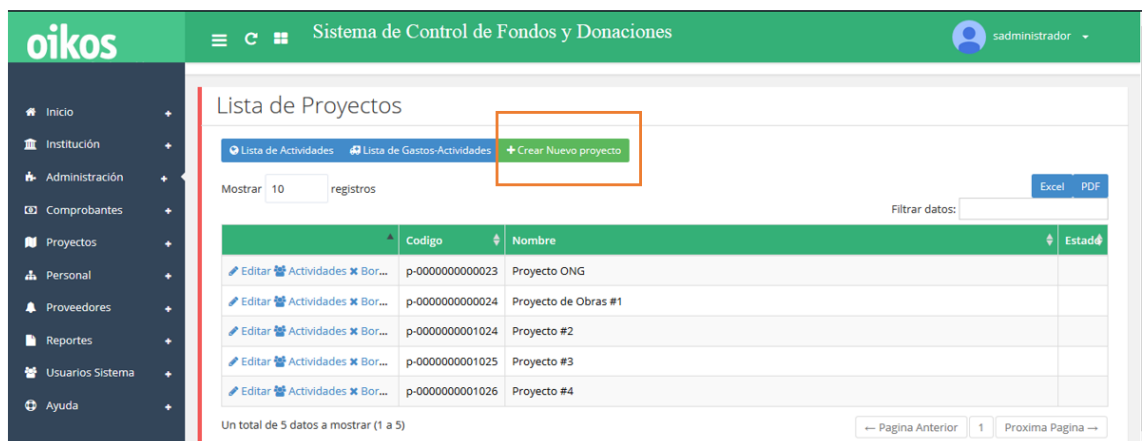 oikos
Sistema de Control de Fondos y Donaciones
sadministrador
Inicio
Institución
Administración
Comprobantes
Proyectos
Personal
Proveedores
Reportes
Usuarios Sistema
Ayuda
Lista de Proyectos
Lista de Actividades Lista de Gastos-Actividades + Crear Nuevo proyecto
Mostrar 10 registros
Excel PDF
Filtrar datos:
Codigo Nombre Estado
Editar Actividades Bor... p-0000000000023 Proyecto ONG
Editar Actividades Bor... p-0000000000024 Proyecto de Obras #1
Editar Actividades Bor... p-0000000001024 Proyecto #2
Editar Actividades Bor... p-0000000001025 Proyecto #3
Editar Actividades Bor... p-0000000001026 Proyecto #4
Un total de 5 datos a mostrar (1 a 5)
← Pagina Anterior 1 Proxima Pagina →